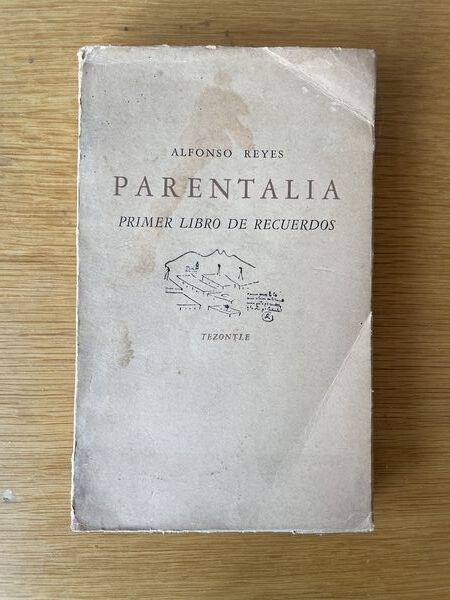 ALFONSO REYES
PARENTALIA
PRIMER LIBRO DE RECUERDOS
TEZONTLE